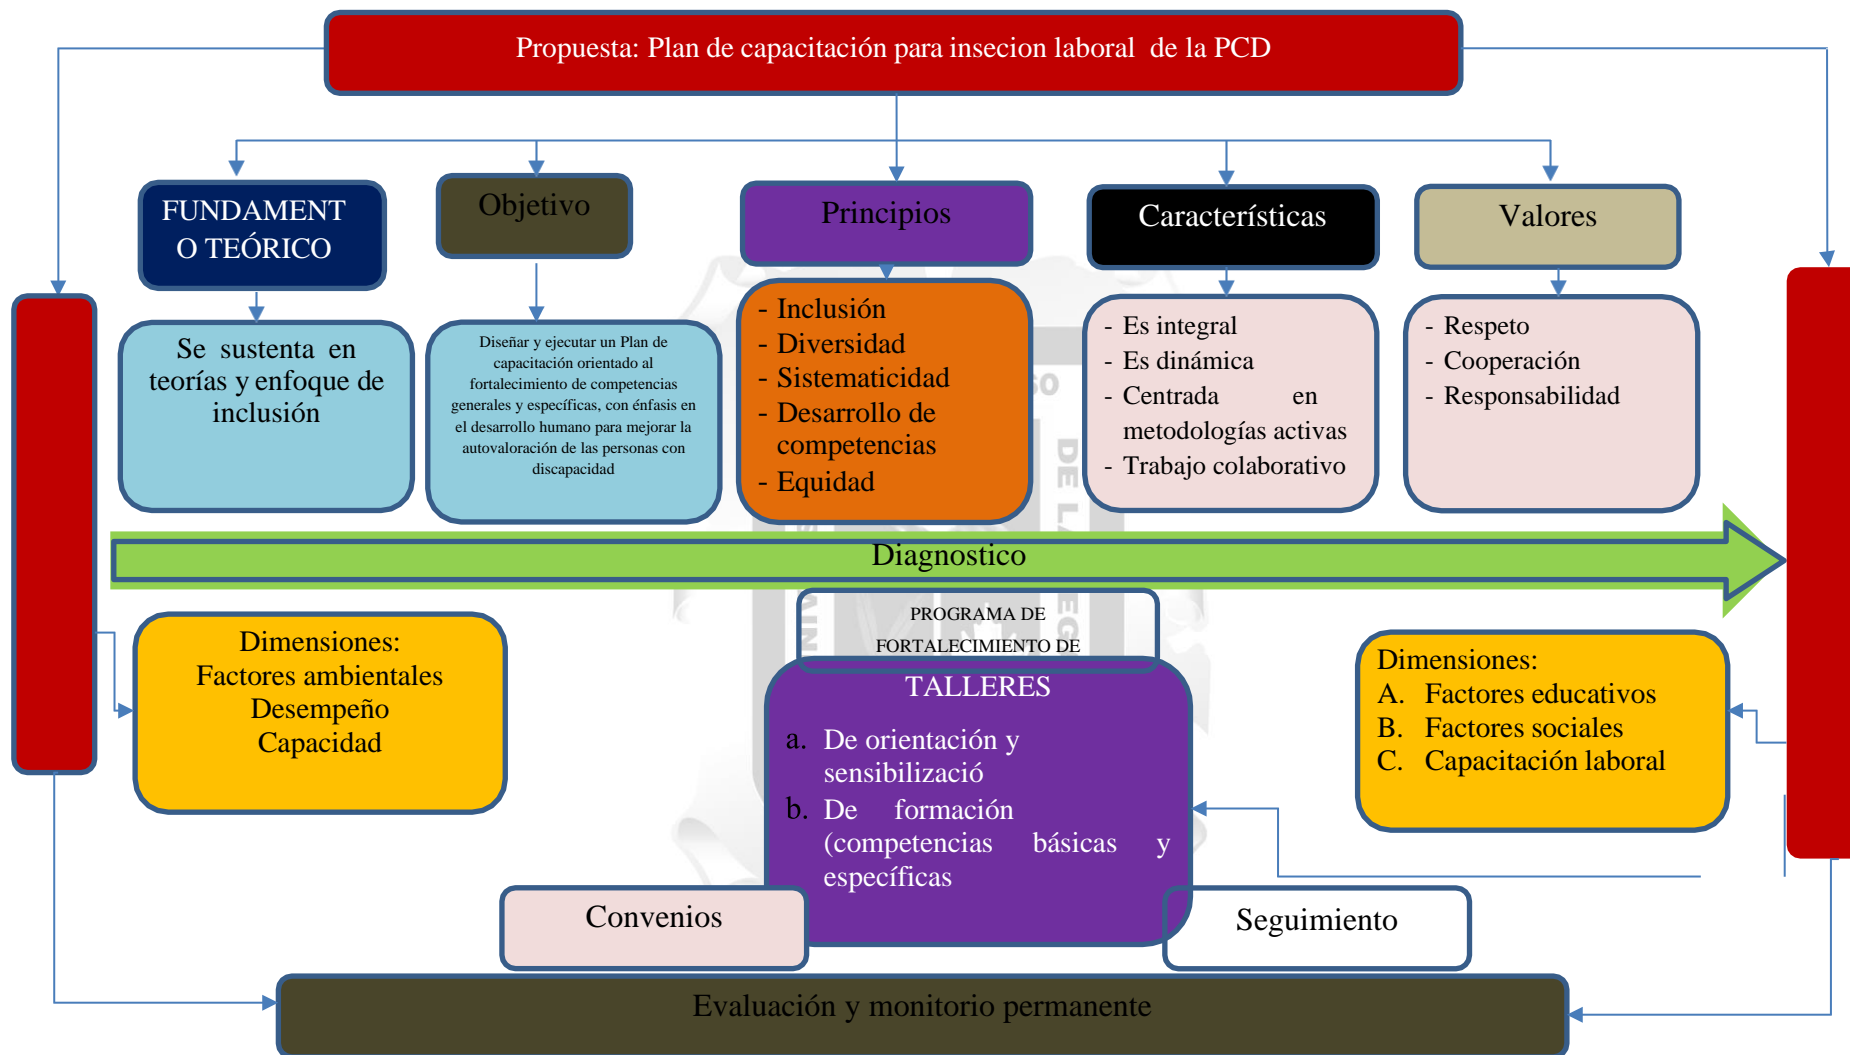 Propuesta: Plan de capacitación para insecion laboral de la PCD
FUNDAMENT
O TEÓRICO
Objetivo
Principios
Característícas
Valores
Se sustenta en
teorías y enfoque de
inclusión
Diseñar y ejecutar un Plan de
capacitación orientado al
fortalecimiento de competencias
generales y específicas, con énfasis en
el desarrollo humano para mejorar la
autovaloración de las personas con
discapacidad
- Inclusión
- Diversidad
- Sistematicidad
- Desarrollo de
competencias
- Equidad
- Es integral
- Es dinámica
- Centrada en
metodologías activas
- Trabajo colaborativo
- Respeto
- Cooperación
- Responsabilidad
Diagnostico
Dimensiones:
Factores ambientales
Desempeño
Capacidad
PROGRAMA DE
FORTALECIMIENTO DE
TALLERES
a. De orientación y
sensibilizació
b. De formación
(competencias básicas y
específicas
Dimensiones:
A. Factores educativos
B. Factores sociales
C. Capacitación laboral
Convenios
Seguimiento
Evaluación y monitorio permanente